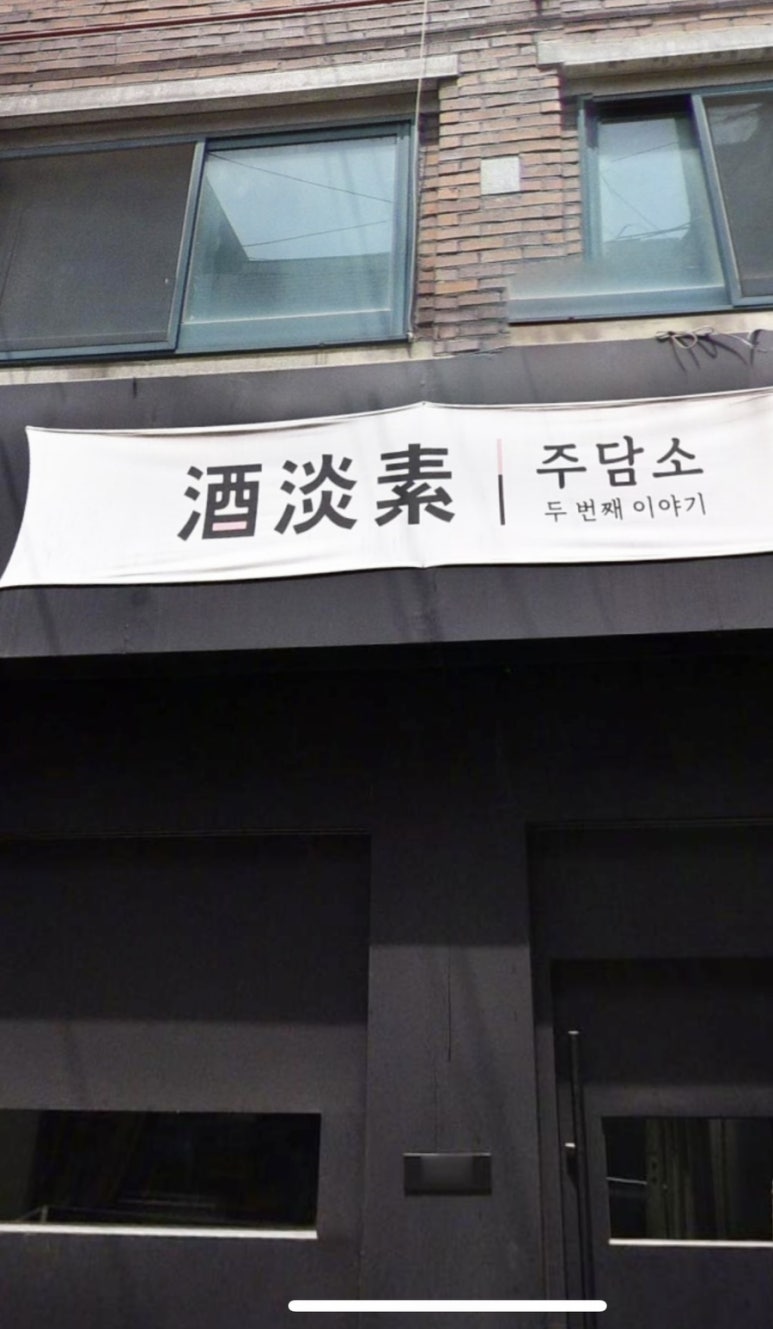 酒淡素
주담소
두 번째 이야기